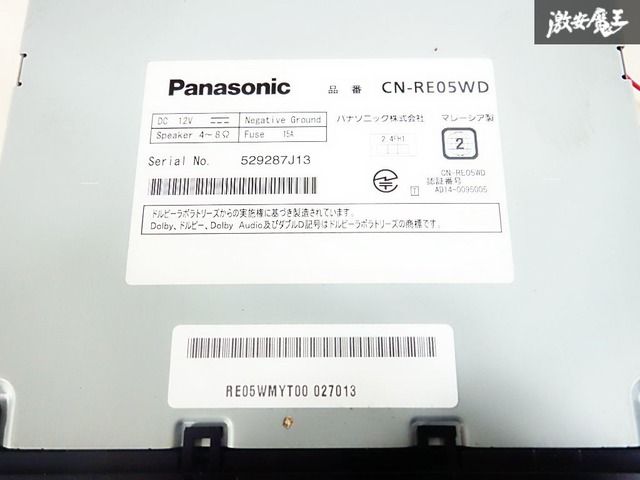 激安魔王
Panasonic 品番 CN-RE05WD
DC 12V Negative Ground
Speaker 4~8Ω Fuse 15A
パナソニック株式会社 マレーシア製
2.4FH1
2
Serial No. 529287J13
CN-RE05WD
認証番号
T AD14-0095005
ドルビーラボラトリーズからの実施権に基づき製造されています。
Dolby、ドルビー、Dolby Audio及びダブルD記号はドルビーラボラトリーズの商標です。
RE05WMYT00 027013